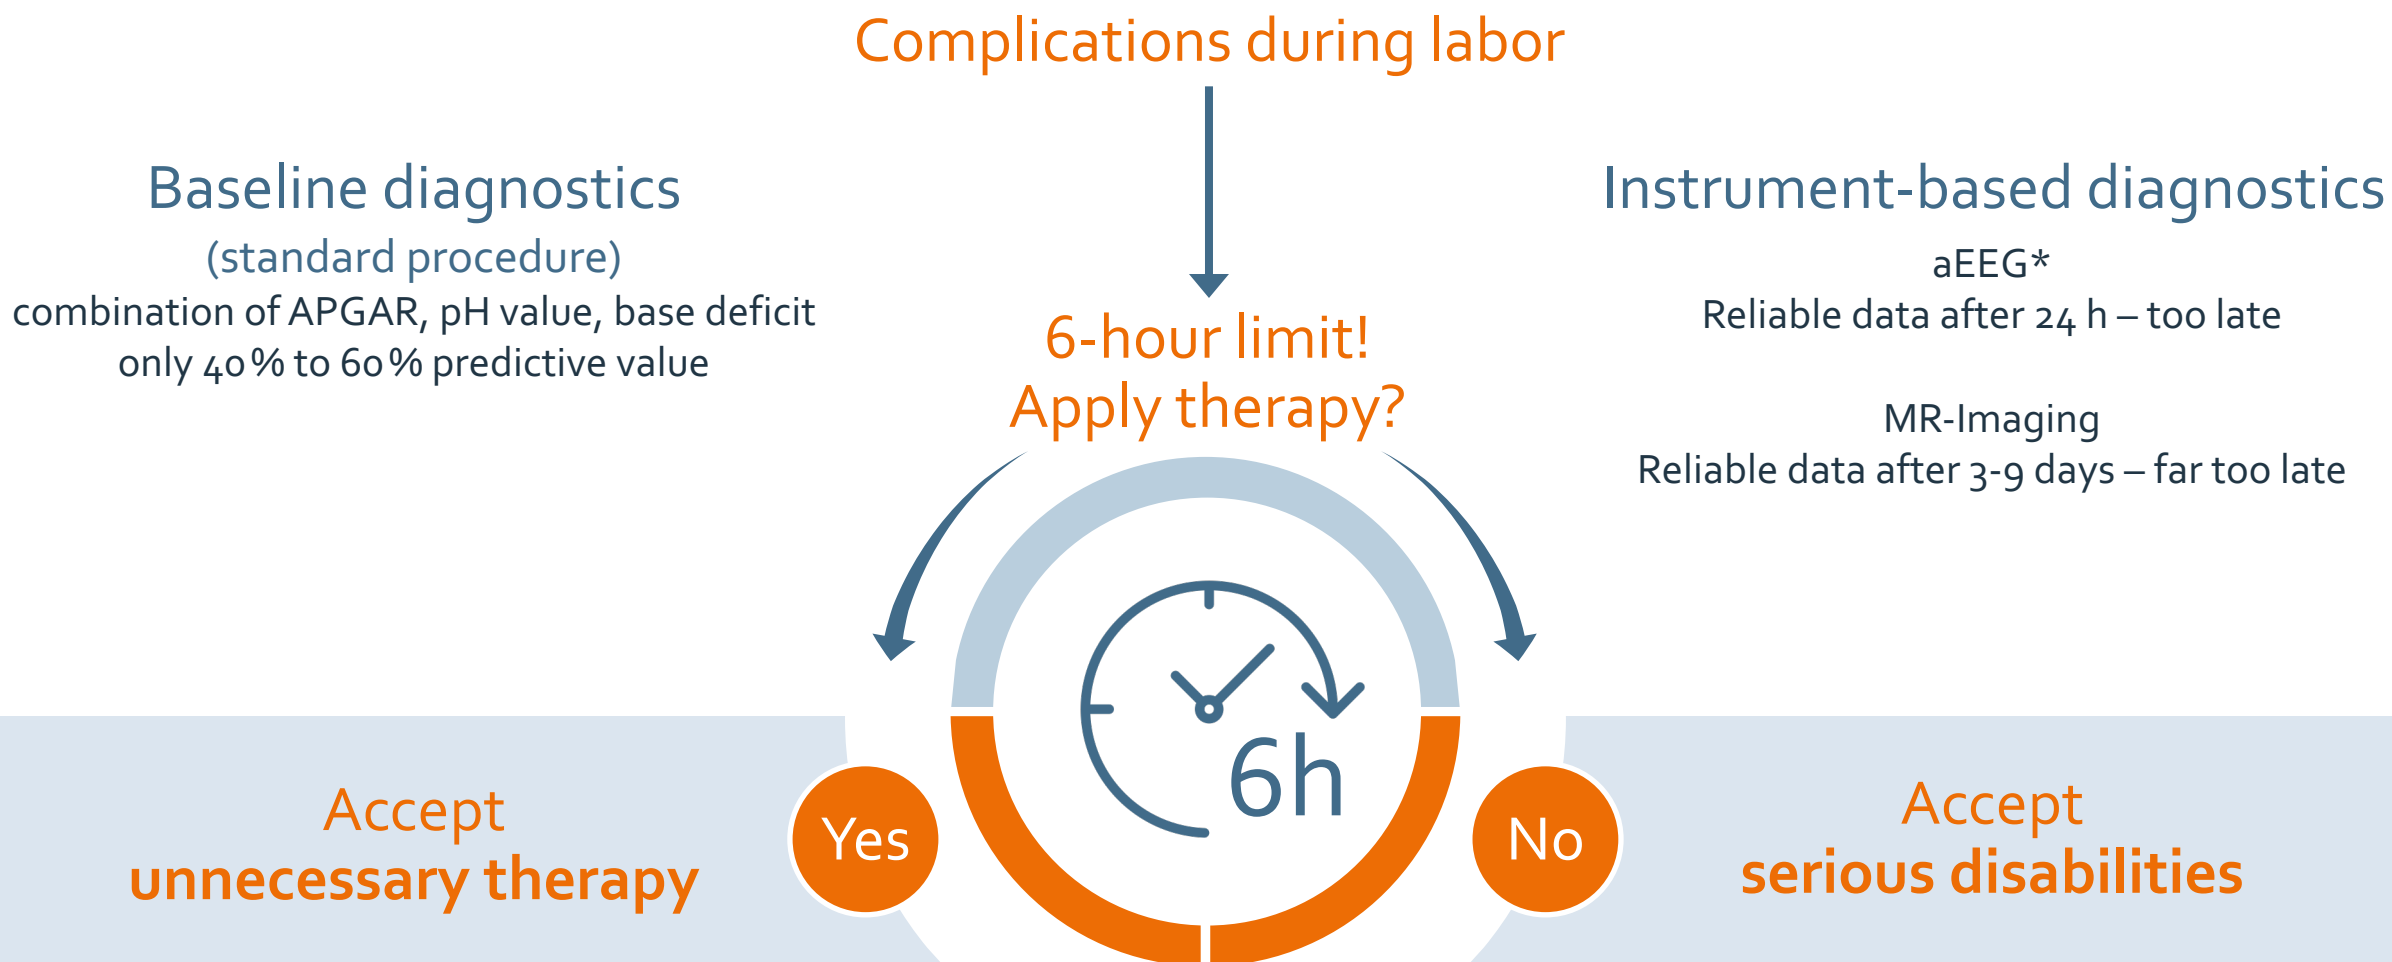 Complications during labor
Baseline diagnostics
(standard procedure)
combination of APGAR, pH value, base deficit
only 40% to 60% predictive value
Instrument-based diagnostics
aEEG*
Reliable data after 24 h – too late
MR-Imaging
Reliable data after 3-9 days – far too late
6-hour limit!
Apply therapy?
6h
Yes
No
Accept
unnecessary therapy
Accept
serious disabilities